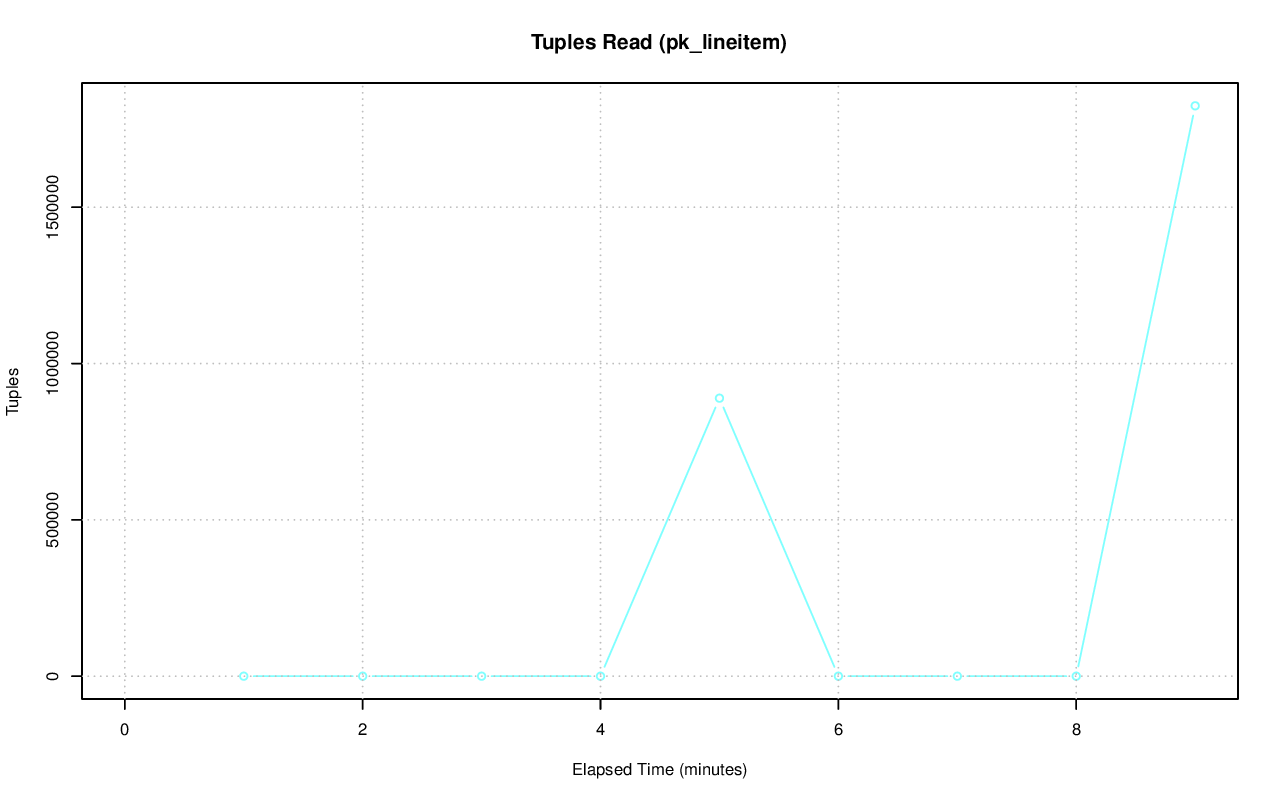 Tuples Read (pk_lineitem)
Tuples
1500000
1000000
500000
0
0 2 4 6 8
Elapsed Time (minutes)